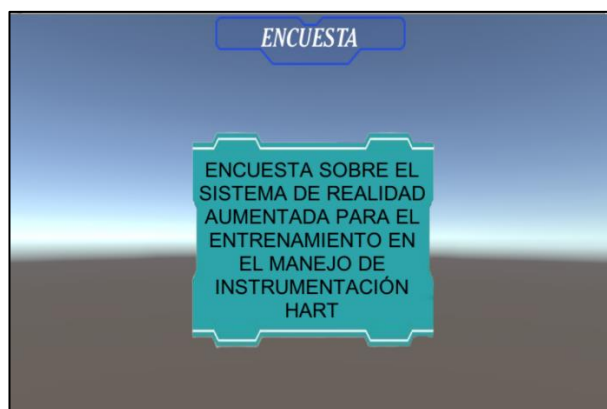 ENCUESTA
ENCUESTA SOBRE EL
SISTEMA DE REALIDAD
AUMENTADA PARA EL
ENTRENAMIENTO EN
EL MANEJO DE
INSTRUMENTACIÓN
HART